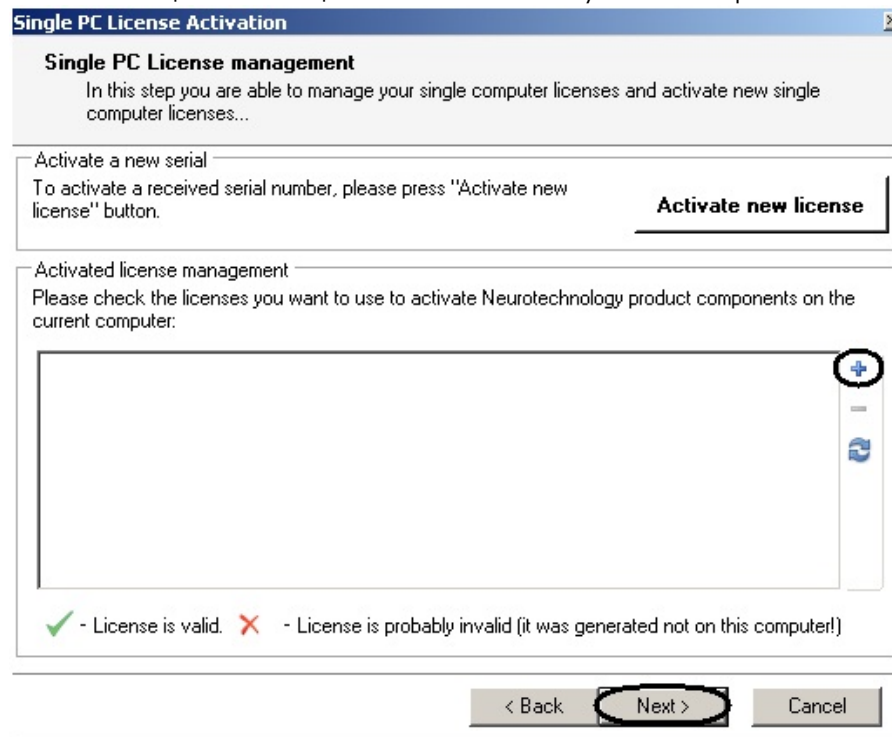 Single PC License Activation
Single PC License management
In this step you are able to manage your single computer licenses and activate new single
computer licenses...
Activate a new serial
To activate a received serial number, please press "Activate new
license" button.
Activate new license
Activated license management
Please check the licenses you want to use to activate Neurotechnology product components on the
current computer:
- License is valid. - License is probably invalid (it was generated not on this computer!)
< Back Next > Cancel